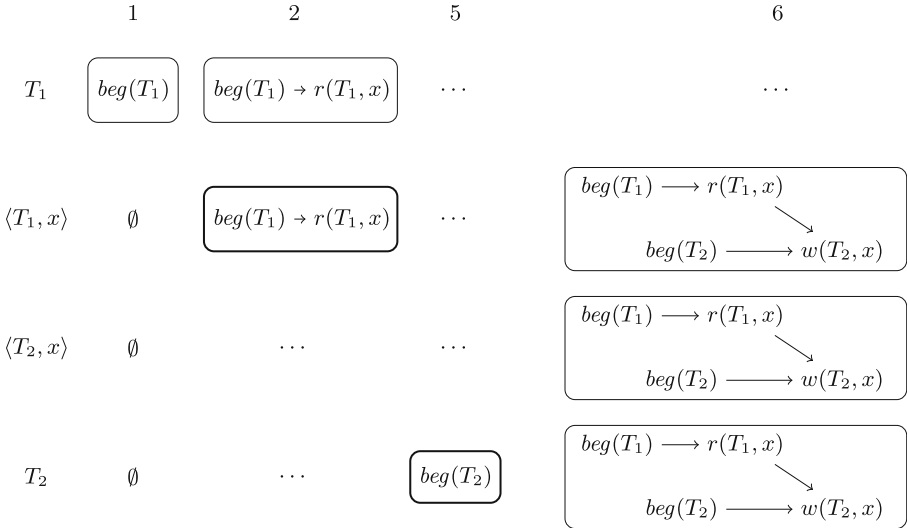 1 2 5 6
T₁ beg(T₁) beg(T₁) → r(T₁, x) ··· ···
beg(T₁) ⟶ r(T₁, x)
⟨T₁, x⟩ ∅ beg(T₁) → r(T₁, x) ···
beg(T₂) ⟶ w(T₂, x)
beg(T₁) ⟶ r(T₁, x)
⟨T₂, x⟩ ∅ ··· ···
beg(T₂) ⟶ w(T₂, x)
beg(T₁) ⟶ r(T₁, x)
T₂ ∅ ··· beg(T₂)
beg(T₂) ⟶ w(T₂, x)